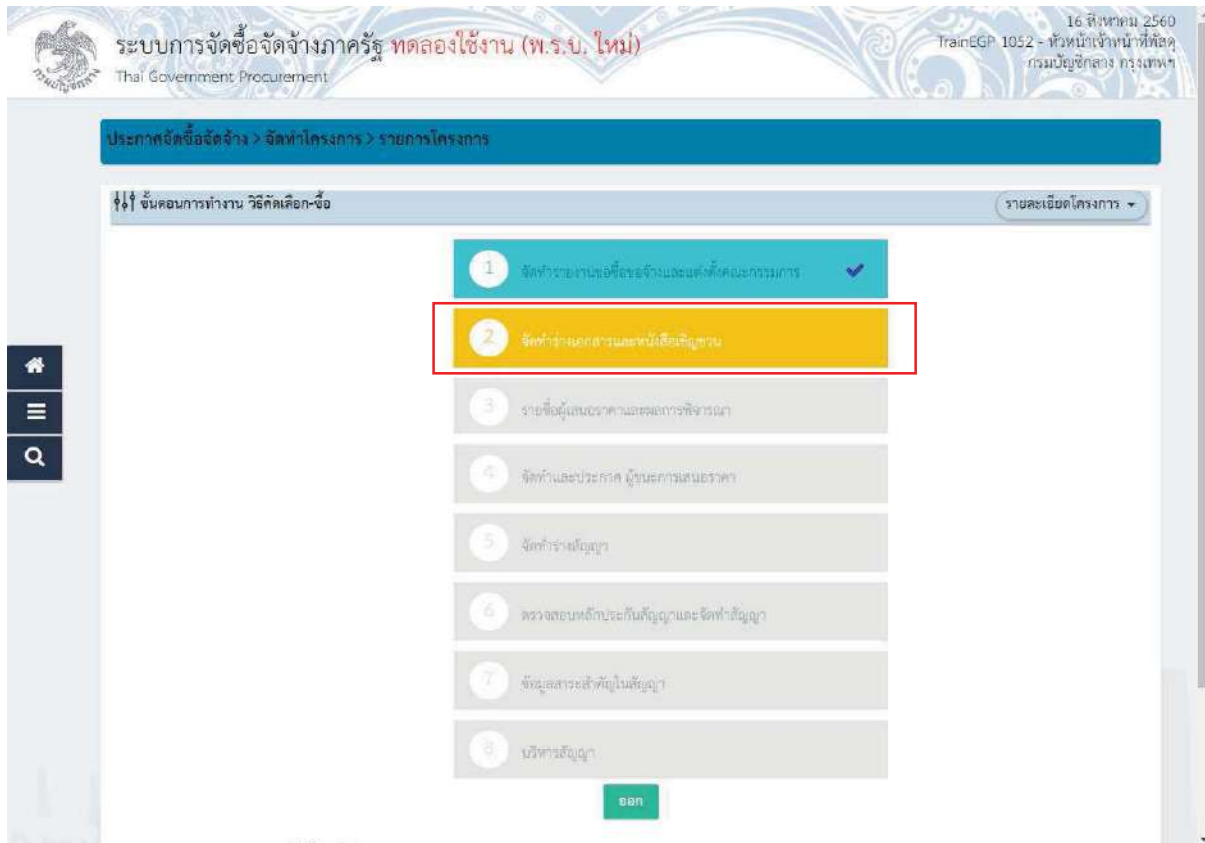 16 สิงหาคม 2560
ระบบการจัดซื้อจัดจ้างภาครัฐ ทดลองใช้งาน (พ.ร.บ. ใหม่)
TrainEGP 1052 - หัวหน้าเจ้าหน้าที่พัสดุ
Thai Government Procurement
กรมบัญชีกลาง กรุงเทพฯ
กรมบัญชีกลาง
ประกาศจัดซื้อจัดจ้าง > จัดทำโครงการ > รายการโครงการ
ขั้นตอนการทำงาน วิธีคัดเลือก-ซื้อ
รายละเอียดโครงการ
1 จัดทำรายงานขอซื้อขอจ้างและแต่งตั้งคณะกรรมการ
2 จัดทำร่างเอกสารและหนังสือเชิญชวน
3 รายชื่อผู้เสนอราคาและผลการพิจารณา
4 จัดทำและประกาศ ผู้ชนะการเสนอราคา
5 จัดทำร่างสัญญา
6 ตรวจสอบหลักประกันสัญญาและจัดทำสัญญา
7 ข้อมูลสาระสำคัญในสัญญา
8 บริหารสัญญา
ออก